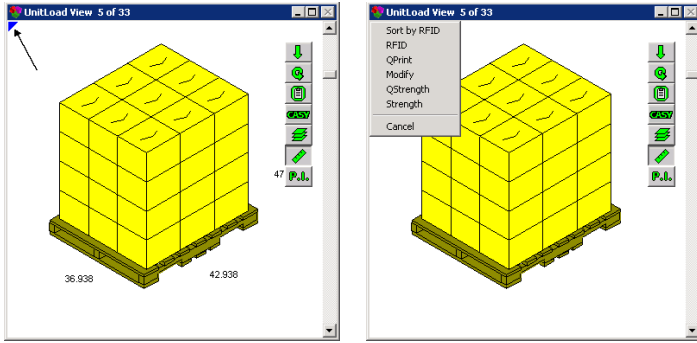 UnitLoad View 5 of 33
CASY
47
P.I.
36.938
42.938
UnitLoad View 5 of 33
Sort by RFID
RFID
QPrint
Modify
QStrength
Strength
Cancel
CASY
P.I.